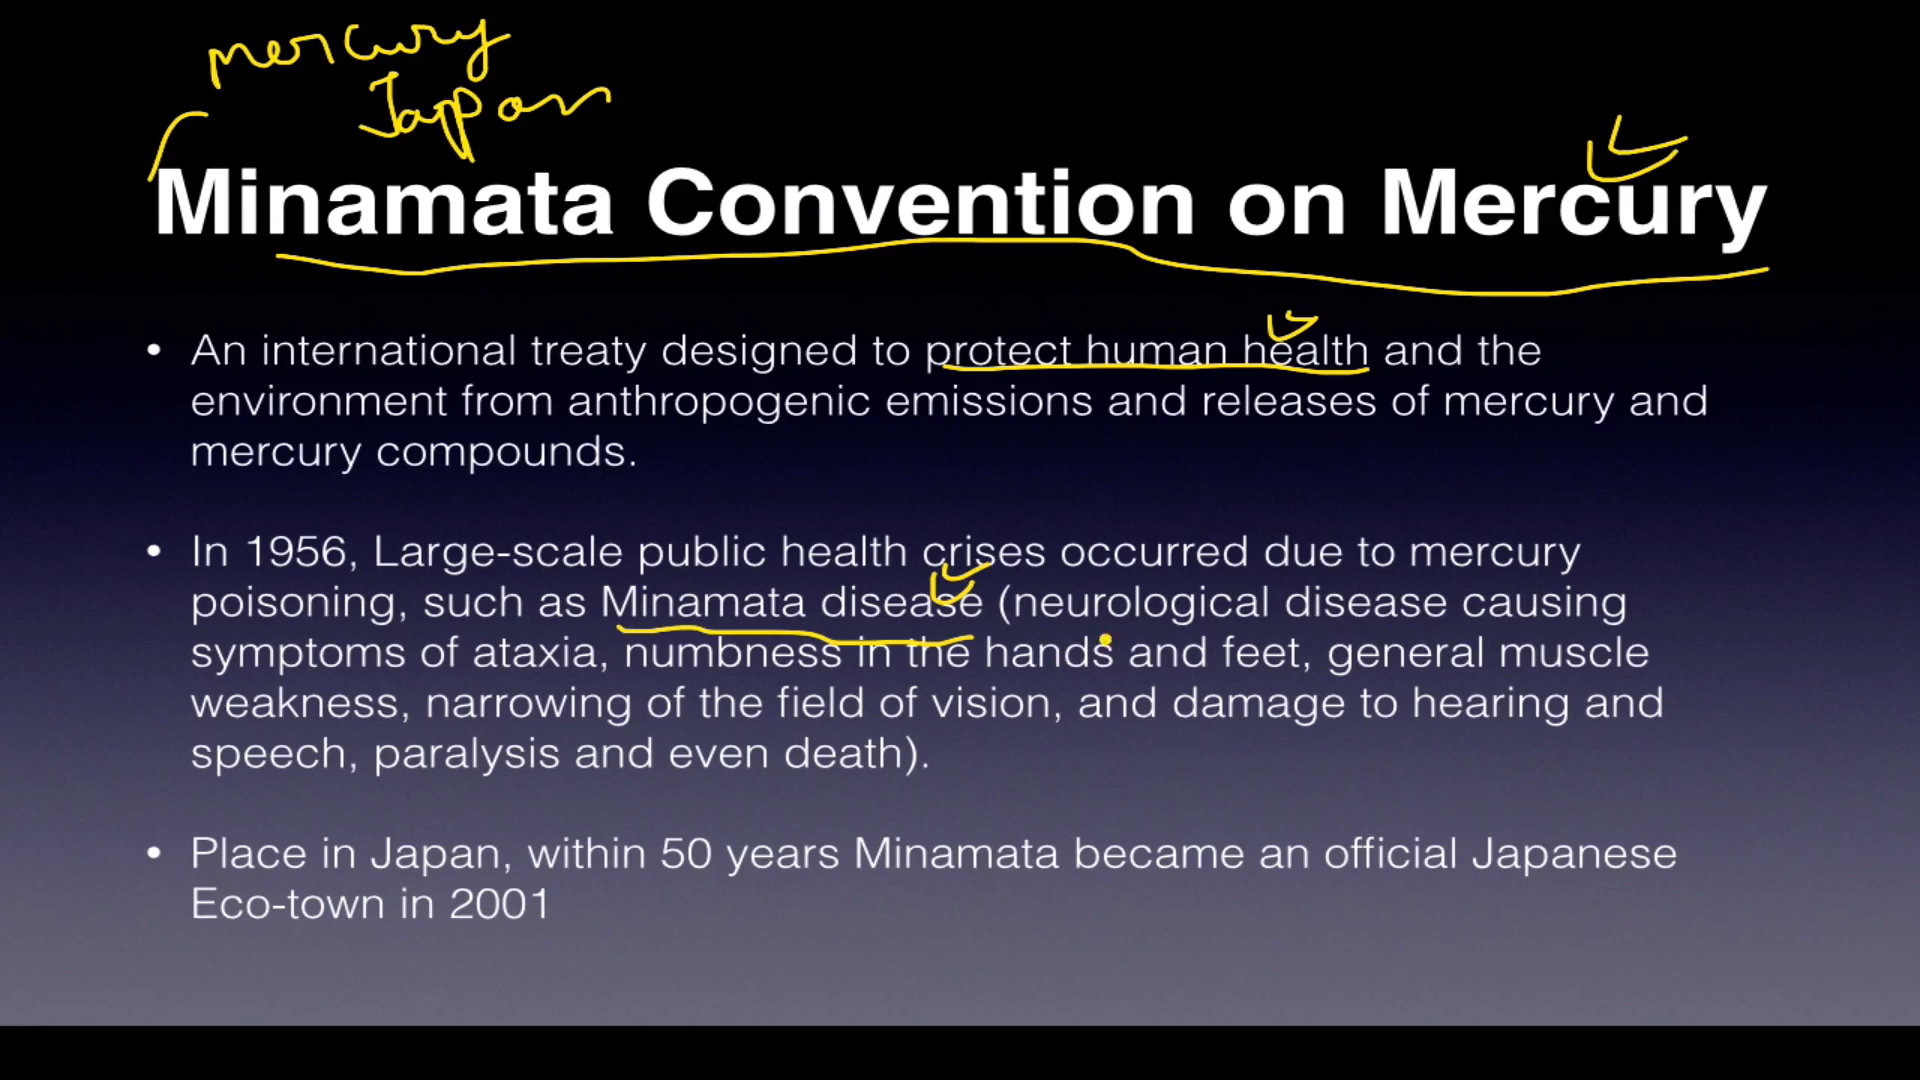 mercury
Japan
Minamata Convention on Mercury
• An international treaty designed to protect human health and the
environment from anthropogenic emissions and releases of mercury and
mercury compounds.
• In 1956, Large-scale public health crises occurred due to mercury
poisoning, such as Minamata disease (neurological disease causing
symptoms of ataxia, numbness in the hands and feet, general muscle
weakness, narrowing of the field of vision, and damage to hearing and
speech, paralysis and even death).
• Place in Japan, within 50 years Minamata became an official Japanese
Eco-town in 2001